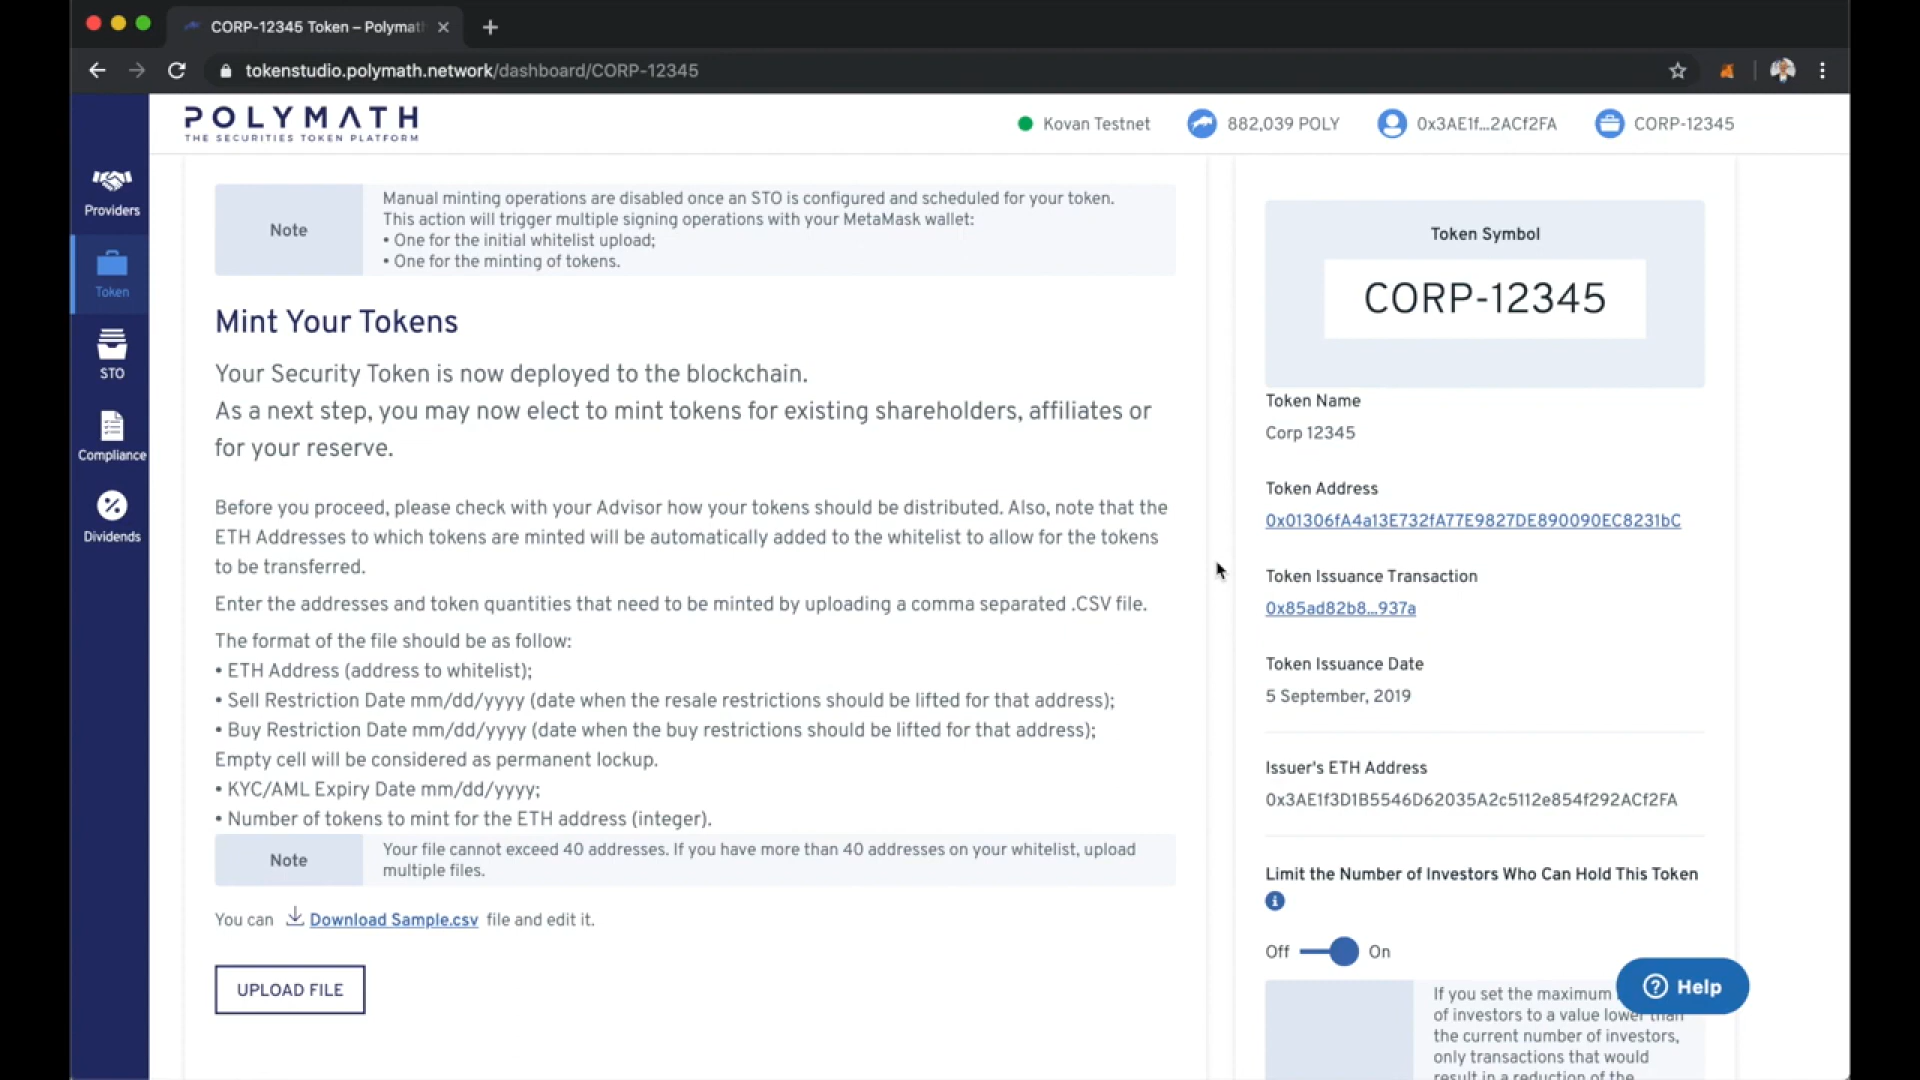 CORP-12345 Token – Polymat
tokenstudio.polymath.network/dashboard/CORP-12345
POLYMATH
THE SECURITIES TOKEN PLATFORM
Kovan Testnet
882,039 POLY
0x3AE1f...2ACf2FA
CORP-12345
Providers
Token
STO
Compliance
Dividends
Note
Manual minting operations are disabled once an STO is configured and scheduled for your token.
This action will trigger multiple signing operations with your MetaMask wallet:
• One for the initial whitelist upload;
• One for the minting of tokens.
Mint Your Tokens
Your Security Token is now deployed to the blockchain.
As a next step, you may now elect to mint tokens for existing shareholders, affiliates or
for your reserve.
Before you proceed, please check with your Advisor how your tokens should be distributed. Also, note that the
ETH Addresses to which tokens are minted will be automatically added to the whitelist to allow for the tokens
to be transferred.
Enter the addresses and token quantities that need to be minted by uploading a comma separated .CSV file.
The format of the file should be as follow:
• ETH Address (address to whitelist);
• Sell Restriction Date mm/dd/yyyy (date when the resale restrictions should be lifted for that address);
• Buy Restriction Date mm/dd/yyyy (date when the buy restrictions should be lifted for that address);
Empty cell will be considered as permanent lockup.
• KYC/AML Expiry Date mm/dd/yyyy;
• Number of tokens to mint for the ETH address (integer).
Note
Your file cannot exceed 40 addresses. If you have more than 40 addresses on your whitelist, upload
multiple files.
You can Download Sample.csv file and edit it.
UPLOAD FILE
Token Symbol
CORP-12345
Token Name
Corp 12345
Token Address
0x01306fA4a13E732fA77E9827DE890090EC8231bC
Token Issuance Transaction
0x85ad82b8...937a
Token Issuance Date
5 September, 2019
Issuer's ETH Address
0x3AE1f3D1B5546D62035A2c5112e854f292ACf2FA
Limit the Number of Investors Who Can Hold This Token
Off On
If you set the maximum
of investors to a value lower than
the current number of investors,
only transactions that would
result in a reduction of the
Help